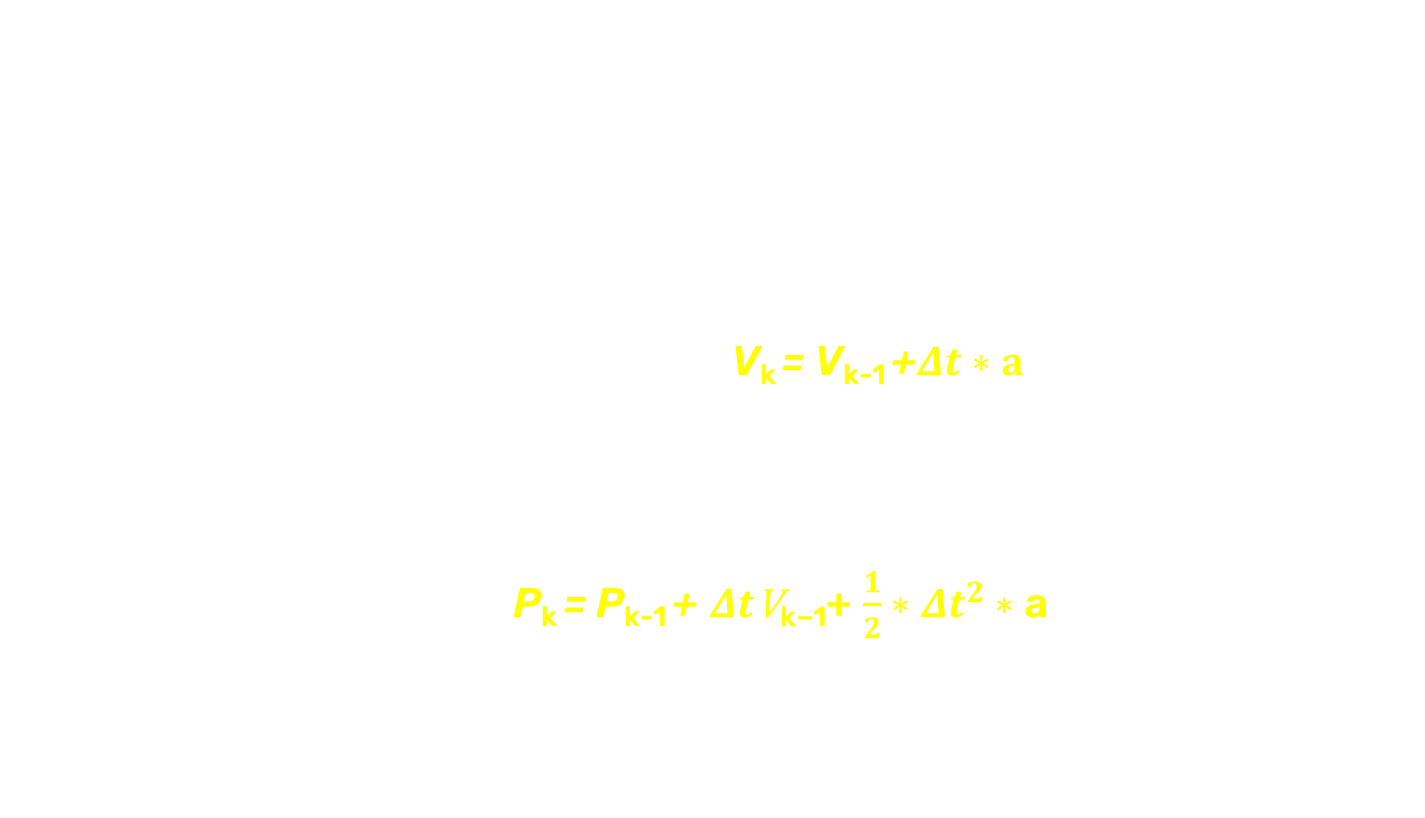 Vk = Vk-1 +Δt ∗ a
Pk = Pk-1 + Δt Vk−1+ 1/2 ∗ Δt² ∗ a